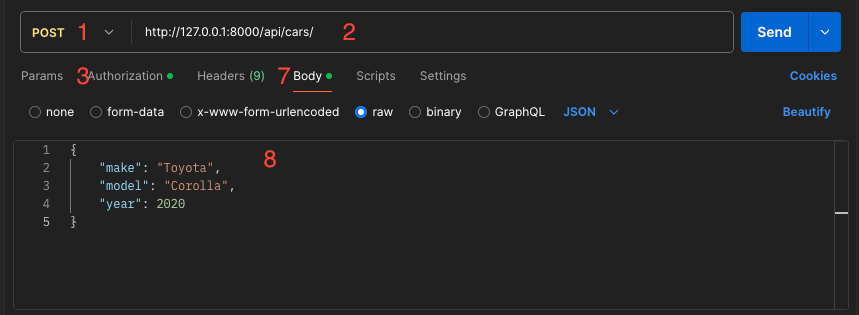 POST 1 http://127.0.0.1:8000/api/cars/ 2 Send
Params 3 Authorization Headers (9) 7 Body Scripts Settings Cookies
none form-data x-www-form-urlencoded raw binary GraphQL JSON Beautify
1 { 8
2 "make": "Toyota",
3 "model": "Corolla",
4 "year": 2020
5 }